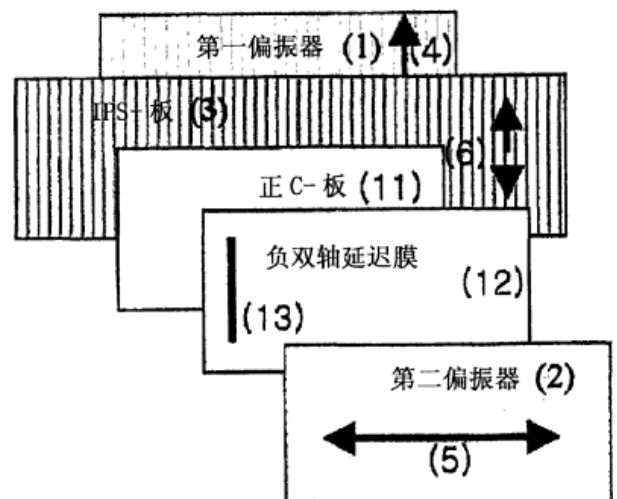 第一偏振器 (1) (4)
IPS-板 (3)
(6)
正C-板 (11)
负双轴延迟膜
(12)
(13)
第二偏振器 (2)
(5)